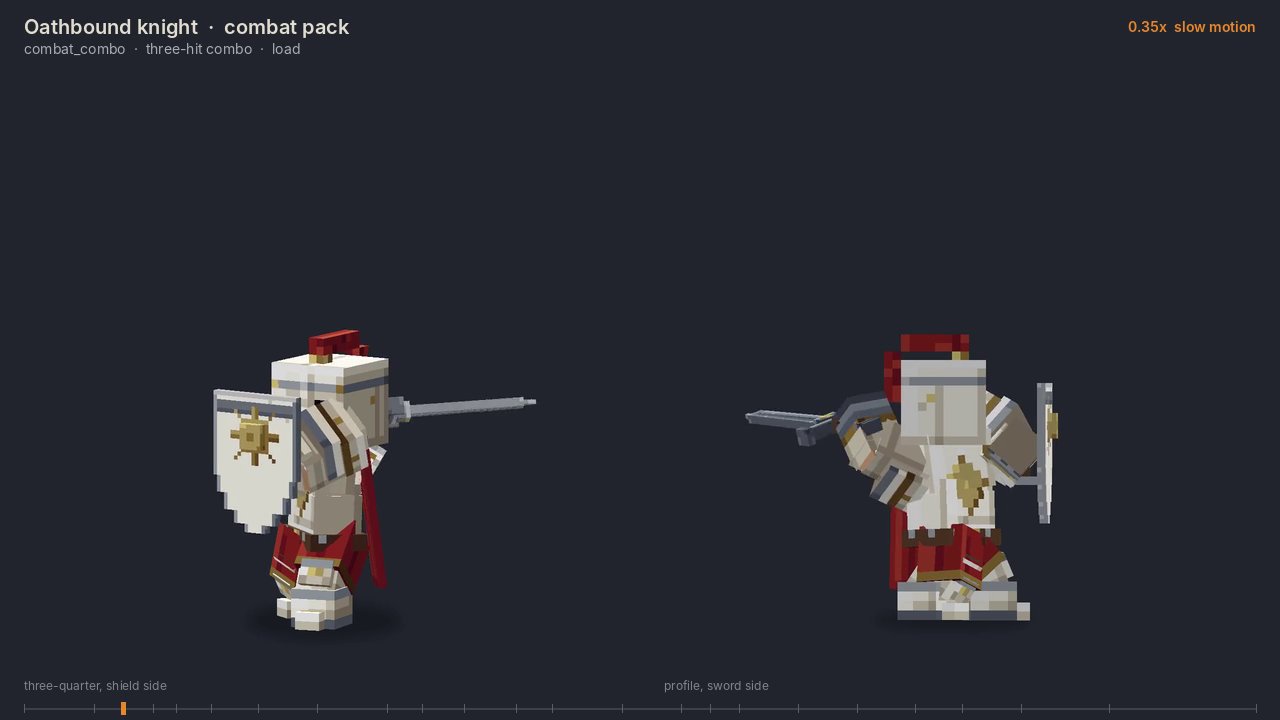 Oathbound knight · combat pack
0.35x slow motion
combat_combo · three-hit combo · load
three-quarter, shield side
profile, sword side